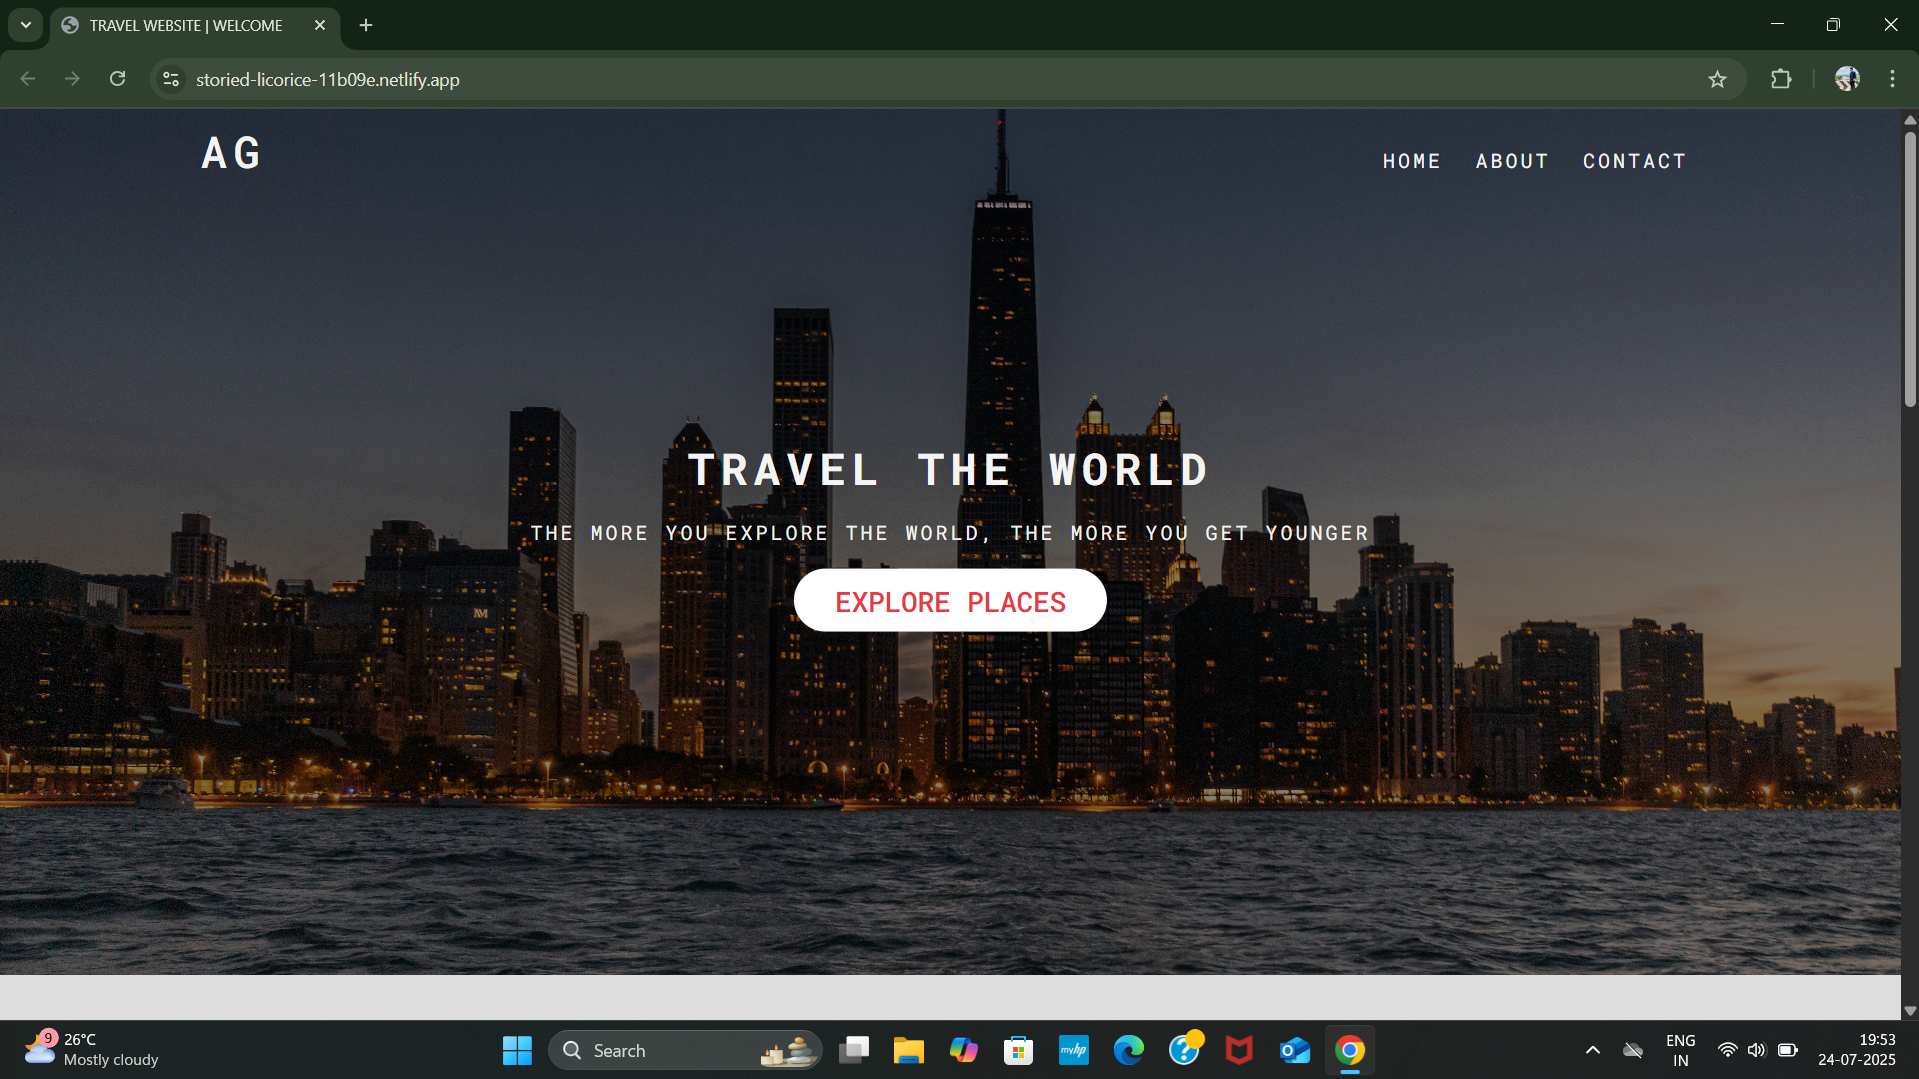 TRAVEL WEBSITE | WELCOME
storied-licorice-11b09e.netlify.app
AG
HOME ABOUT CONTACT
TRAVEL THE WORLD
THE MORE YOU EXPLORE THE WORLD, THE MORE YOU GET YOUNGER
EXPLORE PLACES
9
26°C
Mostly cloudy
Search
myhp
ENG
IN
19:53
24-07-2025